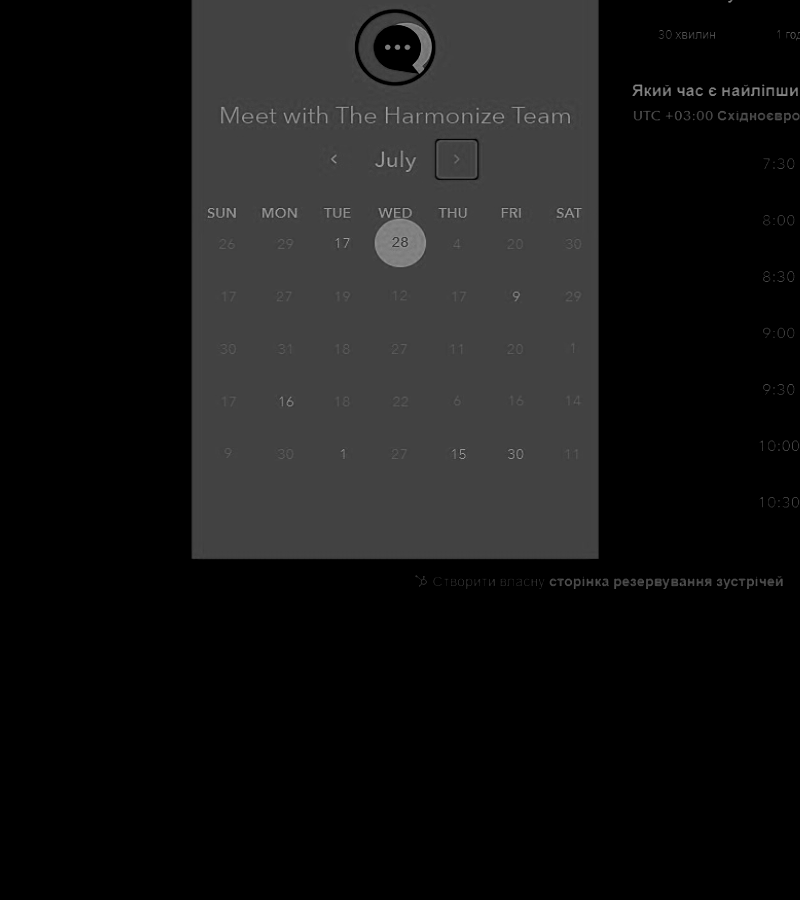 30 хвилин
1 год
Meet with The Harmonize Team
Який час є найліпши
UTC +03:00 Східноєвро
July
SUN MON TUE WED THU FRI SAT
26 29 17 28 4 20 30
17 27 19 12 17 9 29
30 31 18 27 11 20 1
17 16 18 22 6 16 14
9 30 1 27 15 30 11
7:30
8:00
8:30
9:00
9:30
10:00
10:30
Створити власну сторінка резервування зустрічей